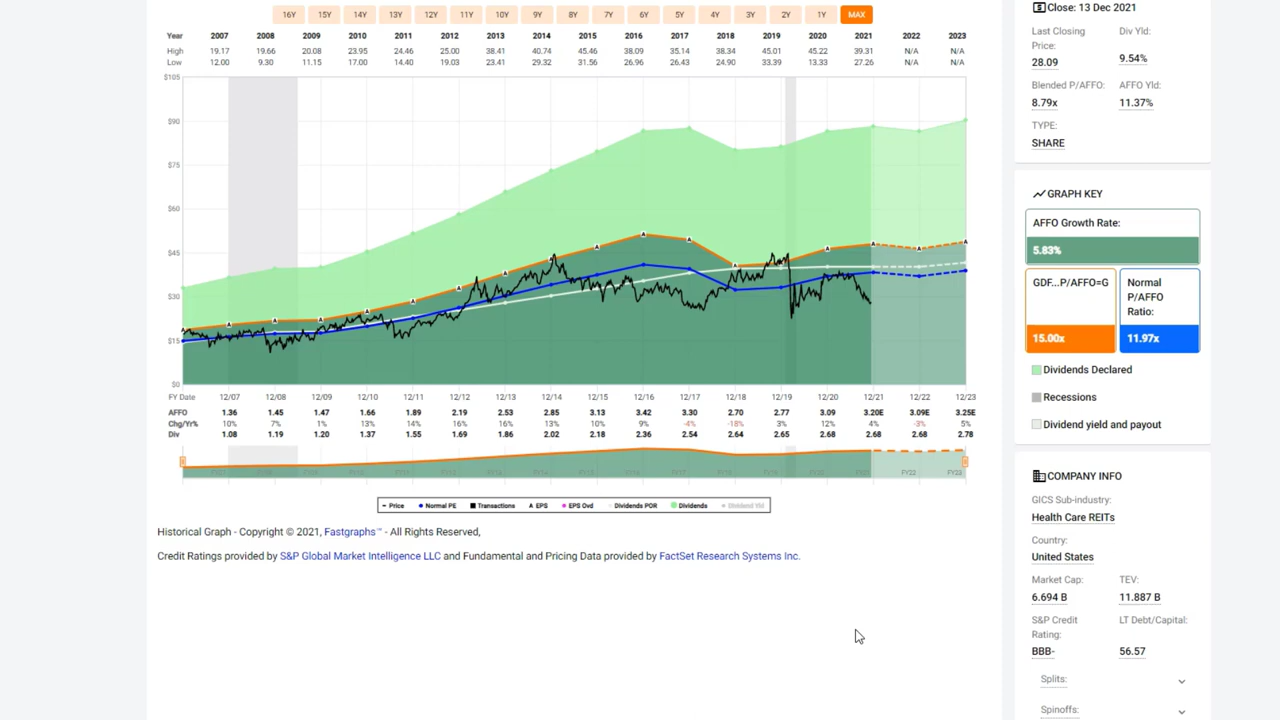 16Y 15Y 14Y 13Y 12Y 11Y 10Y 9Y 8Y 7Y 6Y 5Y 4Y 3Y 2Y 1Y MAX
Year 2007 2008 2009 2010 2011 2012 2013 2014 2015 2016 2017 2018 2019 2020 2021 2022 2023
High 19.17 19.66 20.08 23.95 24.46 25.00 38.41 40.74 45.46 38.09 35.14 38.34 45.01 45.22 39.31 N/A N/A
Low 12.00 9.30 11.15 17.00 14.40 19.03 23.41 29.32 31.56 26.96 26.43 24.90 33.39 13.33 27.26 N/A N/A
$105
$90
$75
$60
$45
$30
$15
$0
FY Date 12/07 12/08 12/09 12/10 12/11 12/12 12/13 12/14 12/15 12/16 12/17 12/18 12/19 12/20 12/21 12/22 12/23
AFFO 1.36 1.45 1.47 1.66 1.89 2.19 2.53 2.85 3.13 3.42 3.30 2.70 2.77 3.09 3.20E 3.09E 3.25E
Chg/Yr% 10% 7% 1% 13% 14% 16% 16% 13% 10% 9% -4% -18% 3% 12% 4% -3% 5%
Div 1.08 1.19 1.20 1.37 1.55 1.69 1.86 2.02 2.18 2.36 2.54 2.64 2.65 2.68 2.68 2.68 2.78
FY22 FY23
Price Normal PE Transactions EPS EPS Ovd Dividends POR Dividends Dividend Yld
Historical Graph - Copyright © 2021, Fastgraphs™ - All Rights Reserved,
Credit Ratings provided by S&P Global Market Intelligence LLC and Fundamental and Pricing Data provided by FactSet Research Systems Inc.
Close: 13 Dec 2021
Last Closing Price: Div Yld:
28.09 9.54%
Blended P/AFFO: AFFO Yld:
8.79x 11.37%
TYPE:
SHARE
GRAPH KEY
AFFO Growth Rate:
5.83%
GDF...P/AFFO=G Normal
P/AFFO
Ratio:
15.00x 11.97x
Dividends Declared
Recessions
Dividend yield and payout
COMPANY INFO
GICS Sub-industry:
Health Care REITs
Country:
United States
Market Cap: TEV:
6.694 B 11.887 B
S&P Credit Rating: LT Debt/Capital:
BBB- 56.57
Splits:
Spinoffs: